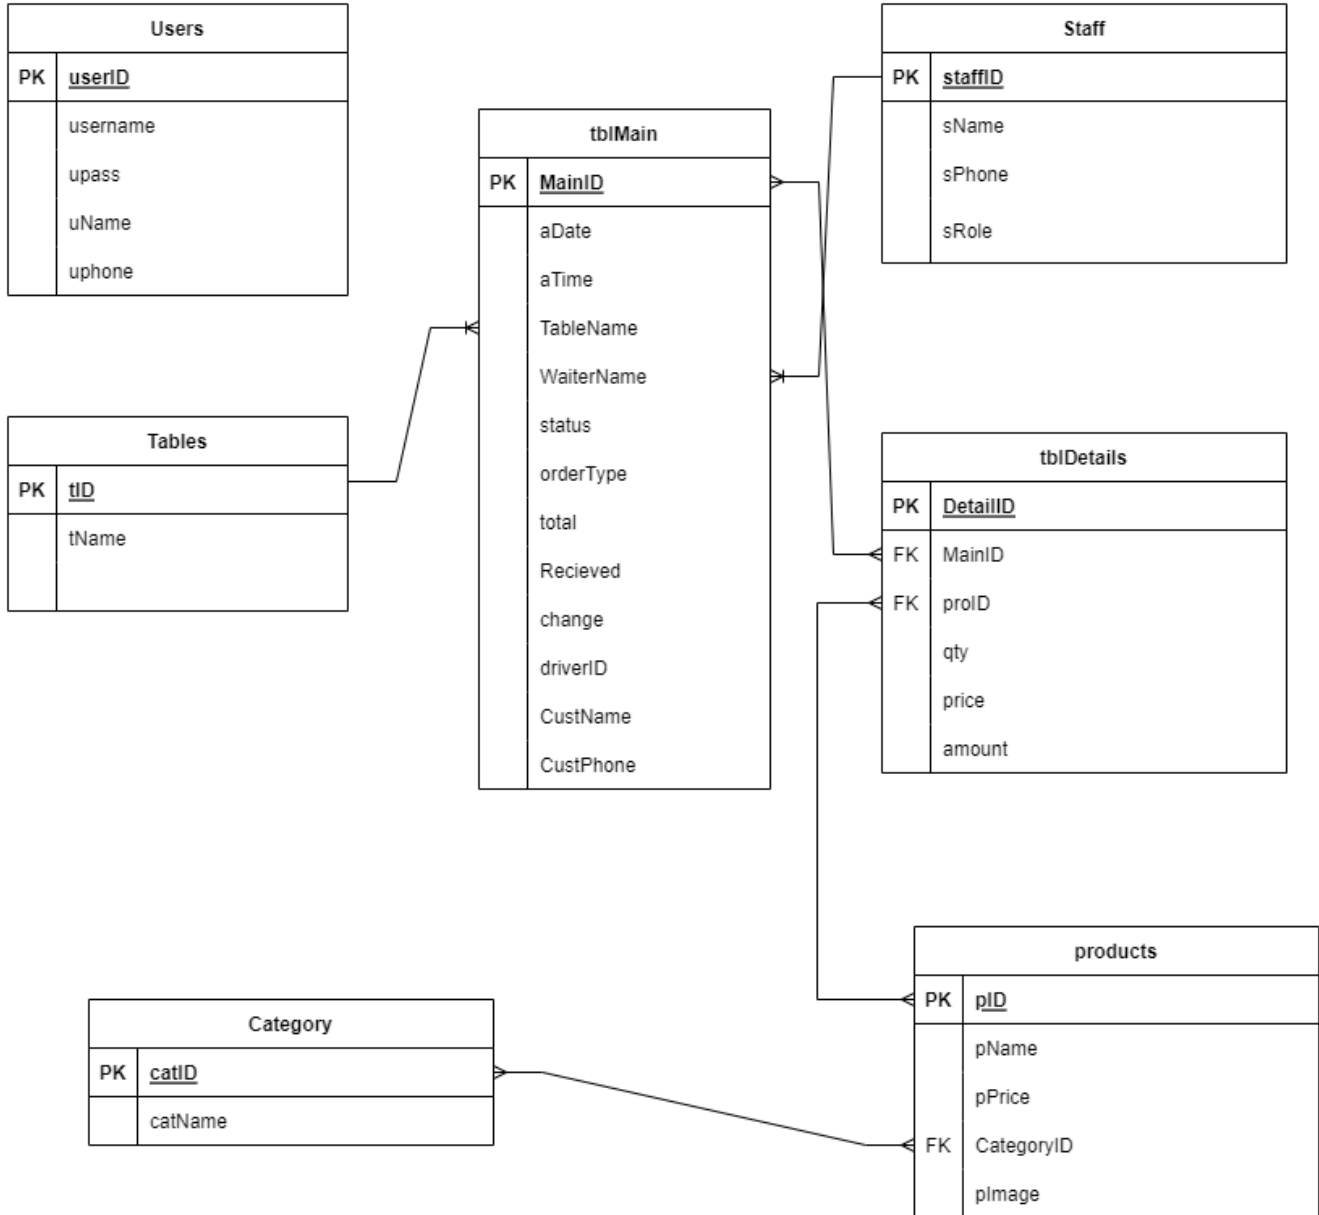 Users
PK userID
username
upass
uName
uphone
Tables
PK tID
tName
tblMain
PK MainID
aDate
aTime
TableName
WaiterName
status
orderType
total
Recieved
change
driverID
CustName
CustPhone
Staff
PK staffID
sName
sPhone
sRole
tblDetails
PK DetailID
FK MainID
FK proID
qty
price
amount
Category
PK catID
catName
products
PK pID
pName
pPrice
FK CategoryID
pImage